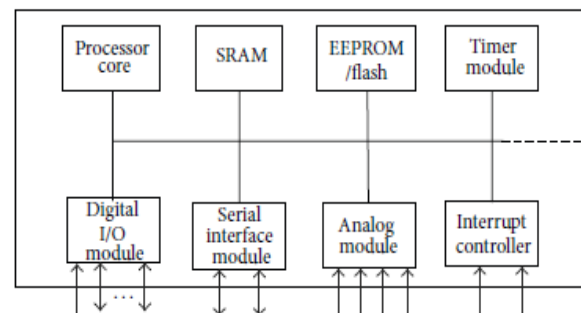 Processor
core
SRAM
EEPROM
/flash
Timer
module
Digital
I/O
module
Serial
interface
module
Analog
module
Interrupt
controller
...